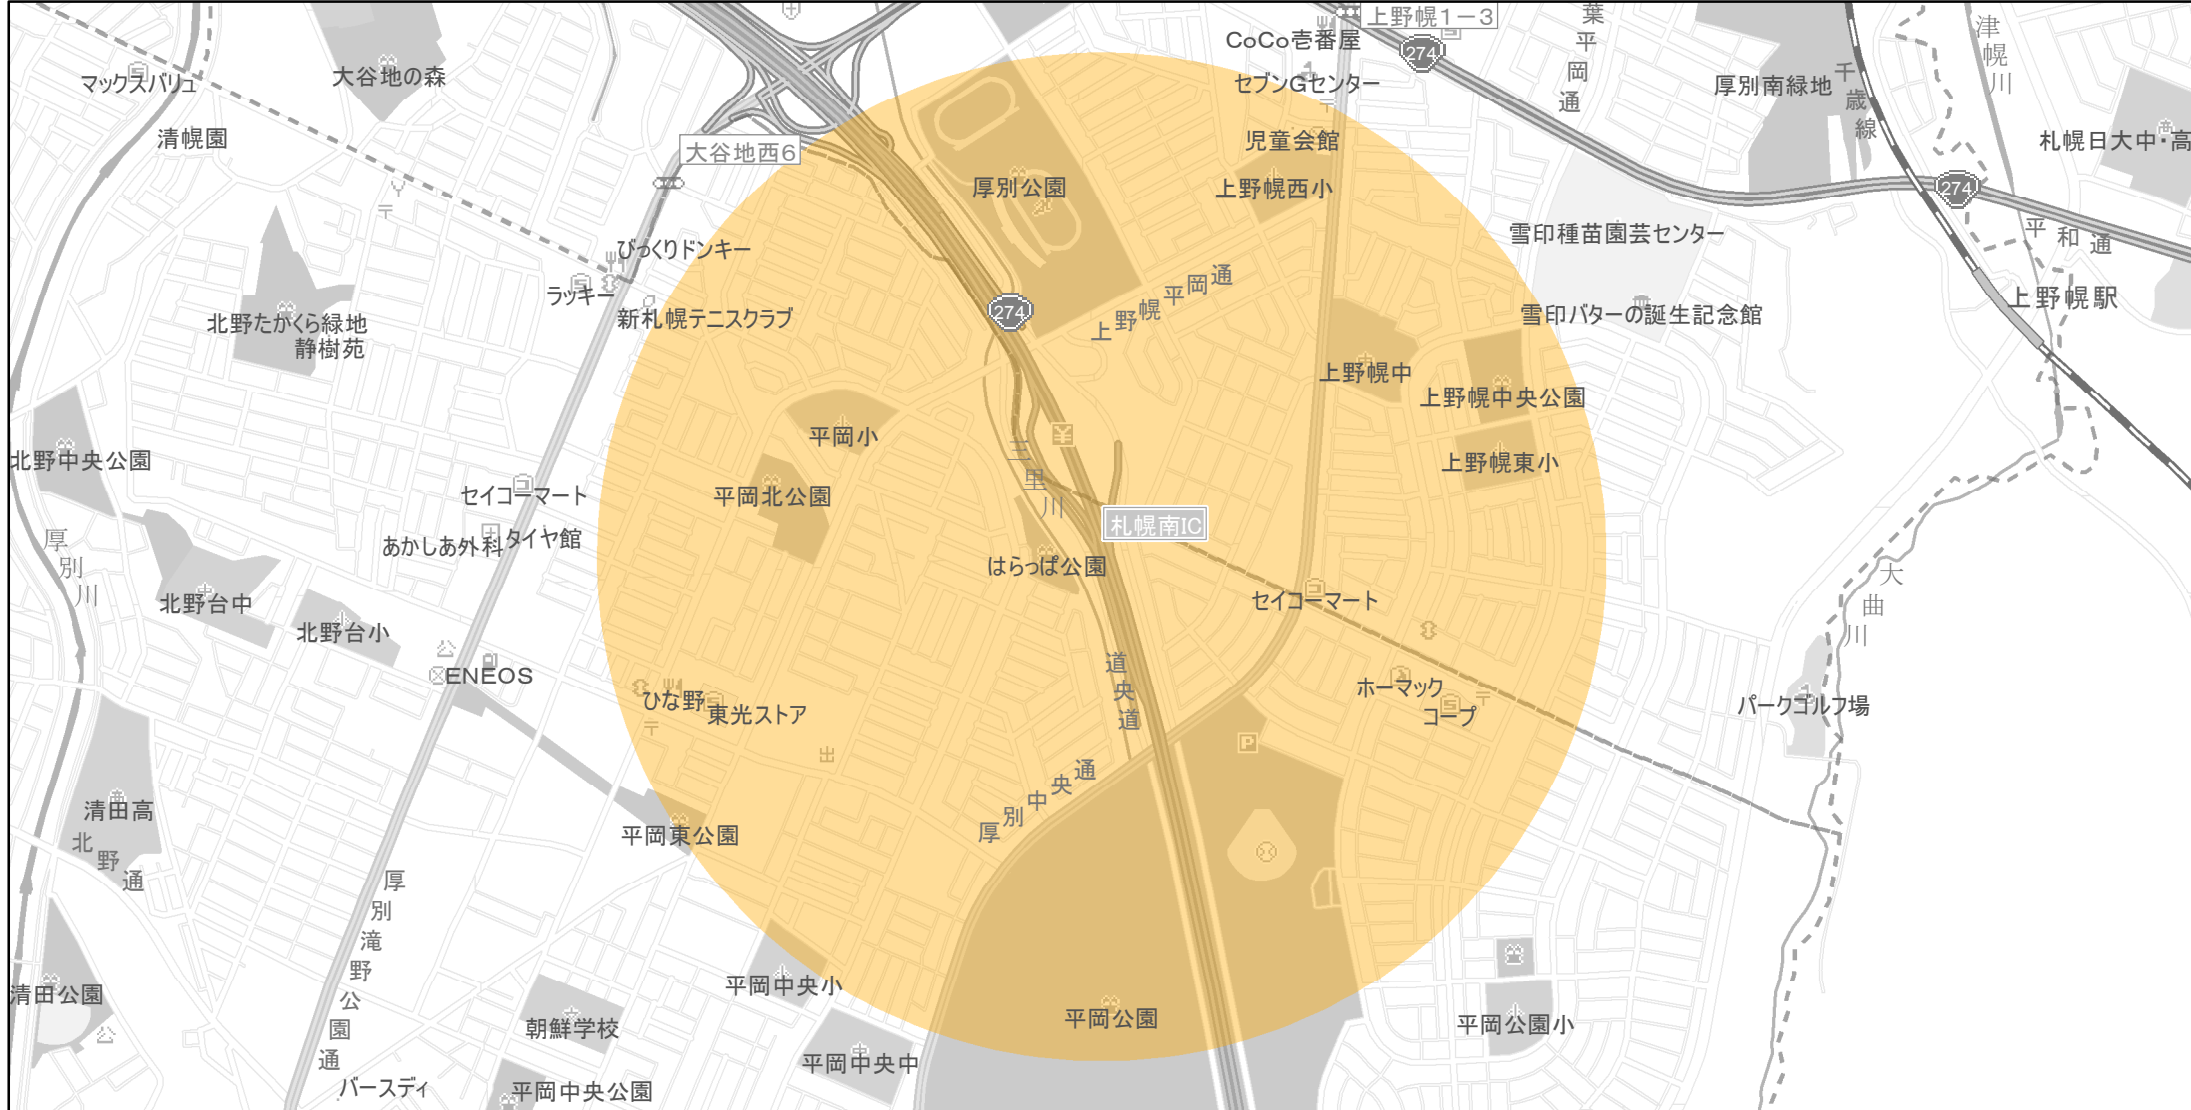 上野幌1-3
葉平岡通
津幌川
CoCo壱番屋
274
マックスバリュ
大谷地の森
セブンGセンター
厚別南緑地
千歳線
清幌園
大谷地西6
児童会館
札幌日大中・高
厚別公園
上野幌西小
274
平和通
びっくりドンキー
雪印種苗園芸センター
ラッキー
新札幌テニスクラブ
274
上野幌平岡通
雪印バターの誕生記念館
上野幌駅
北野たかくら緑地
静樹苑
上野幌中
上野幌中央公園
平岡小
北野中央公園
三里川
上野幌東小
セイコーマート
平岡北公園
札幌南IC
厚別川
あかしあ外科
タイヤ館
はらっぱ公園
大曲川
北野台中
北野台小
セイコーマート
ENEOS
道央道
ホーマック
コープ
ひな野
東光ストア
パークゴルフ場
P
清田高
北野通
平岡東公園
厚別中央通
厚別滝野公園通
清田公園
平岡中央小
朝鮮学校
平岡公園
平岡公園小
平岡中央中
バースディ
平岡中央公園